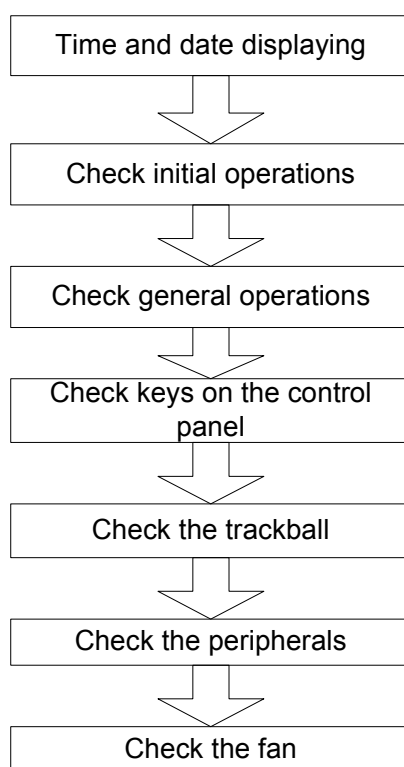 Time and date displaying
Check initial operations
Check general operations
Check keys on the control
panel
Check the trackball
Check the peripherals
Check the fan